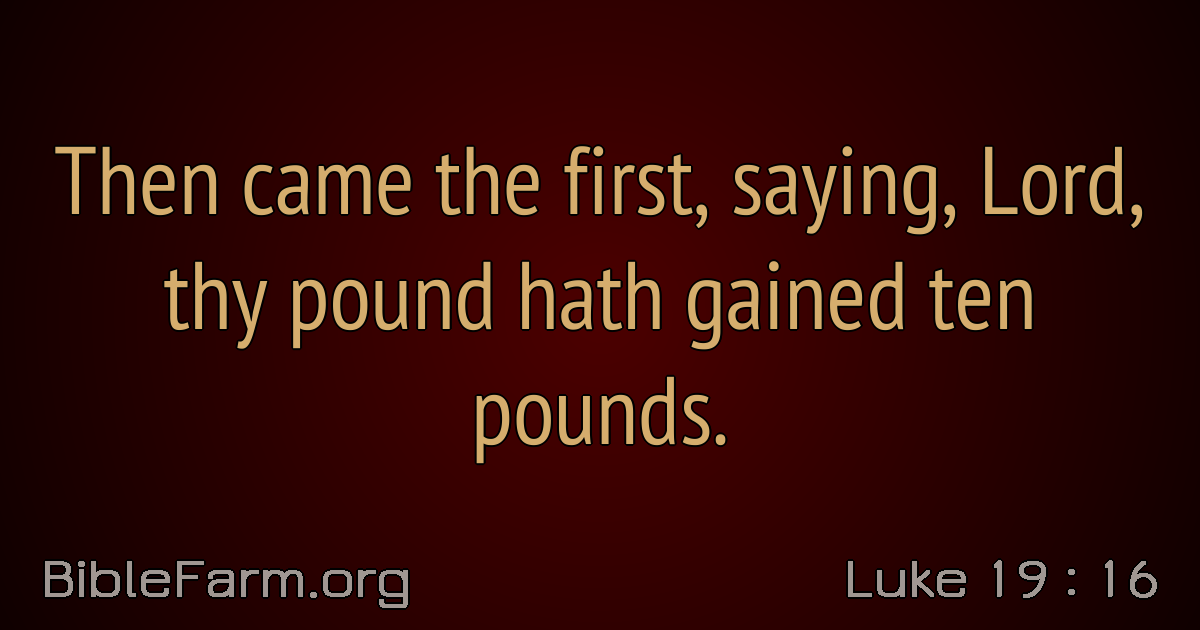 Then came the first, saying, Lord,
thy pound hath gained ten
pounds.
BibleFarm.org
Luke 19 : 16